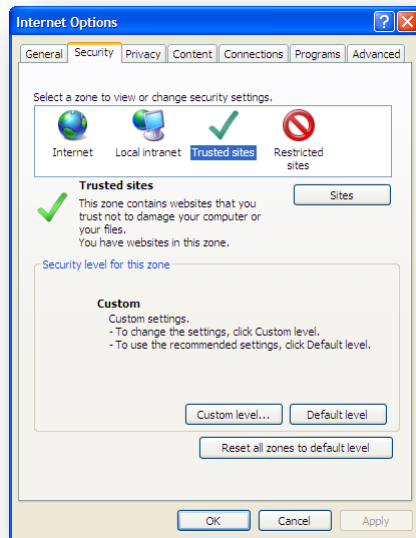 Internet Options
General Security Privacy Content Connections Programs Advanced
Select a zone to view or change security settings.
Internet Local intranet Trusted sites Restricted
sites
Trusted sites
Sites
This zone contains websites that you
trust not to damage your computer or
your files.
You have websites in this zone.
Security level for this zone
Custom
Custom settings.
- To change the settings, click Custom level.
- To use the recommended settings, click Default level.
Custom level... Default level
Reset all zones to default level
OK Cancel Apply